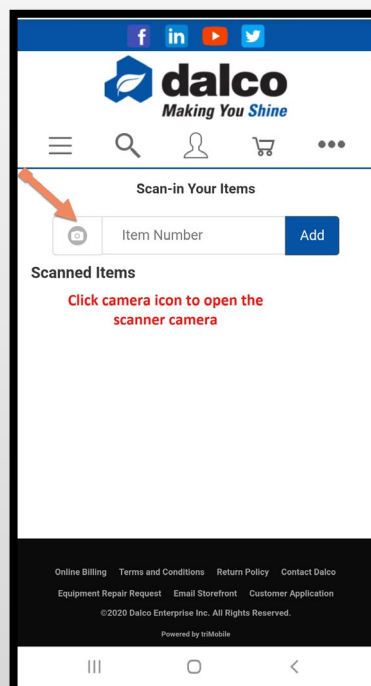 dalco
Making You Shine
Scan-in Your Items
Item Number
Add
Scanned Items
Click camera icon to open the
scanner camera
Online Billing Terms and Conditions Return Policy Contact Dalco
Equipment Repair Request Email Storefront Customer Application
©2020 Dalco Enterprise Inc. All Rights Reserved.
Powered by triMobile